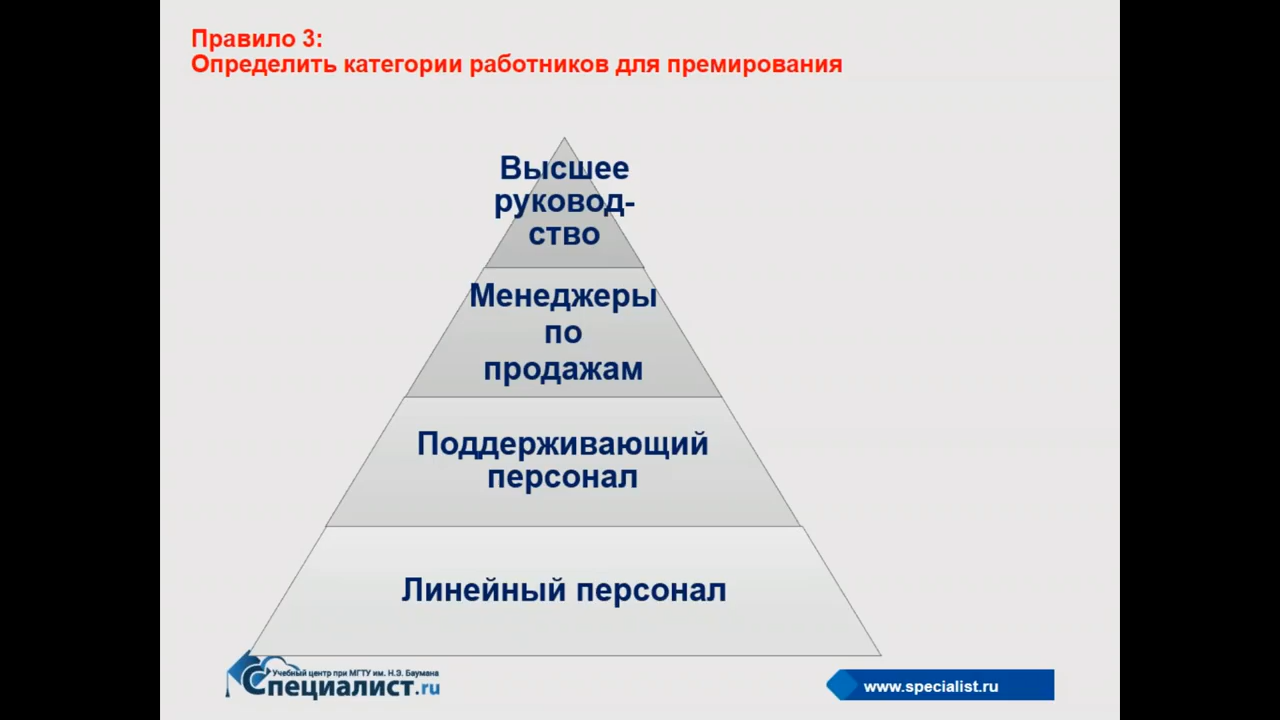 Правило 3:
Определить категории работников для премирования
Высшее
руковод-
ство
Менеджеры
по
продажам
Поддерживающий
персонал
Линейный персонал
Учебный центр при МГТУ им. Н.Э. Баумана
Специалист.ru
www.specialist.ru